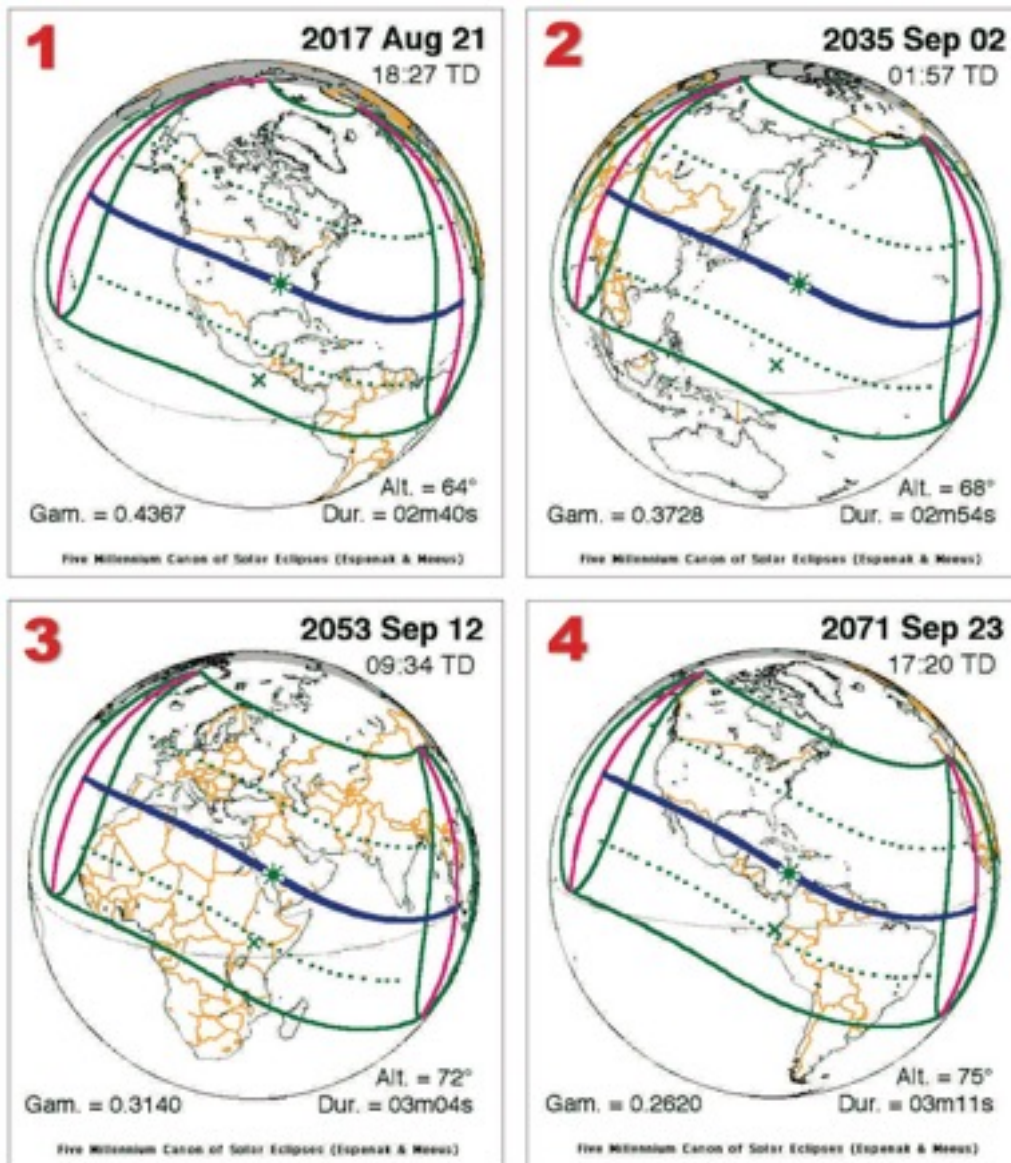 1
2017 Aug 21
18:27 TD
Alt. = 64°
Gam. = 0.4367
Dur. = 02m40s
Five Millennium Canon of Solar Eclipses (Espenak & Meeus)
2
2035 Sep 02
01:57 TD
Alt. = 68°
Gam. = 0.3728
Dur. = 02m54s
Five Millennium Canon of Solar Eclipses (Espenak & Meeus)
3
2053 Sep 12
09:34 TD
Alt. = 72°
Gam. = 0.3140
Dur. = 03m04s
Five Millennium Canon of Solar Eclipses (Espenak & Meeus)
4
2071 Sep 23
17:20 TD
Alt. = 75°
Gam. = 0.2620
Dur. = 03m11s
Five Millennium Canon of Solar Eclipses (Espenak & Meeus)